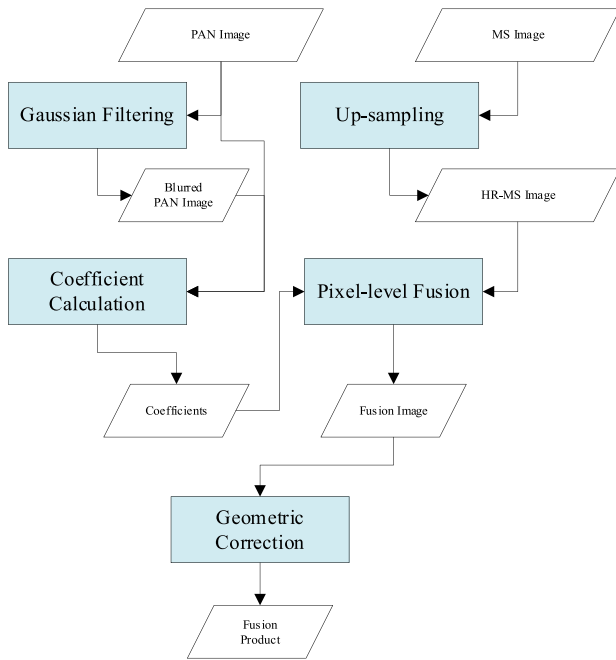 PAN Image
MS Image
Gaussian Filtering
Up-sampling
Blurred
PAN Image
HR-MS Image
Coefficient
Calculation
Pixel-level Fusion
Coefficients
Fusion Image
Geometric
Correction
Fusion
Product